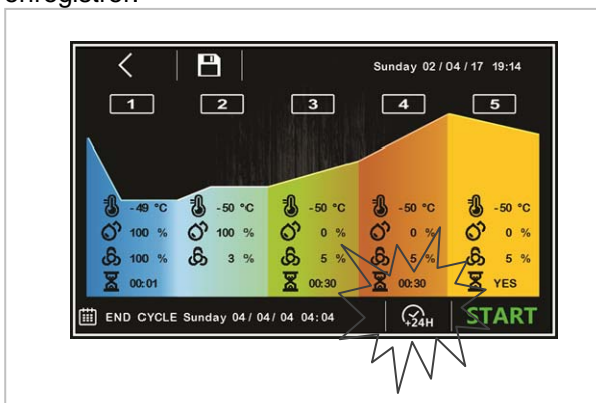 Sunday 02 / 04 / 17 19:14
1 2 3 4 5
-49 °C -50 °C -50 °C -50 °C -50 °C
100 % 100 % 0 % 0 % 0 %
100 % 3 % 5 % 5 % 5 %
00:01 00:30 00:30 YES
END CYCLE Sunday 04 / 04 / 04 04:04 +24H START